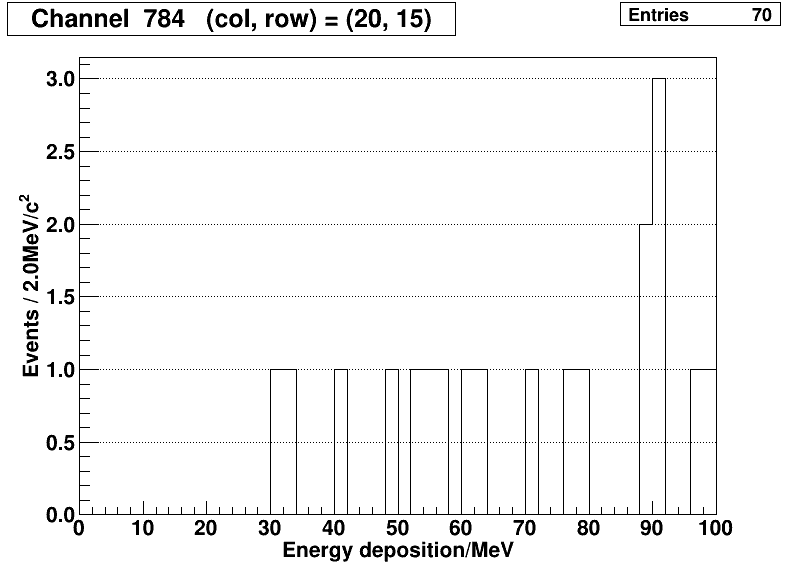 Channel 784 (col, row) = (20, 15)
Entries 70
Events / 2.0MeV/c²
3.0
2.5
2.0
1.5
1.0
0.5
0.0
0 10 20 30 40 50 60 70 80 90 100
Energy deposition/MeV